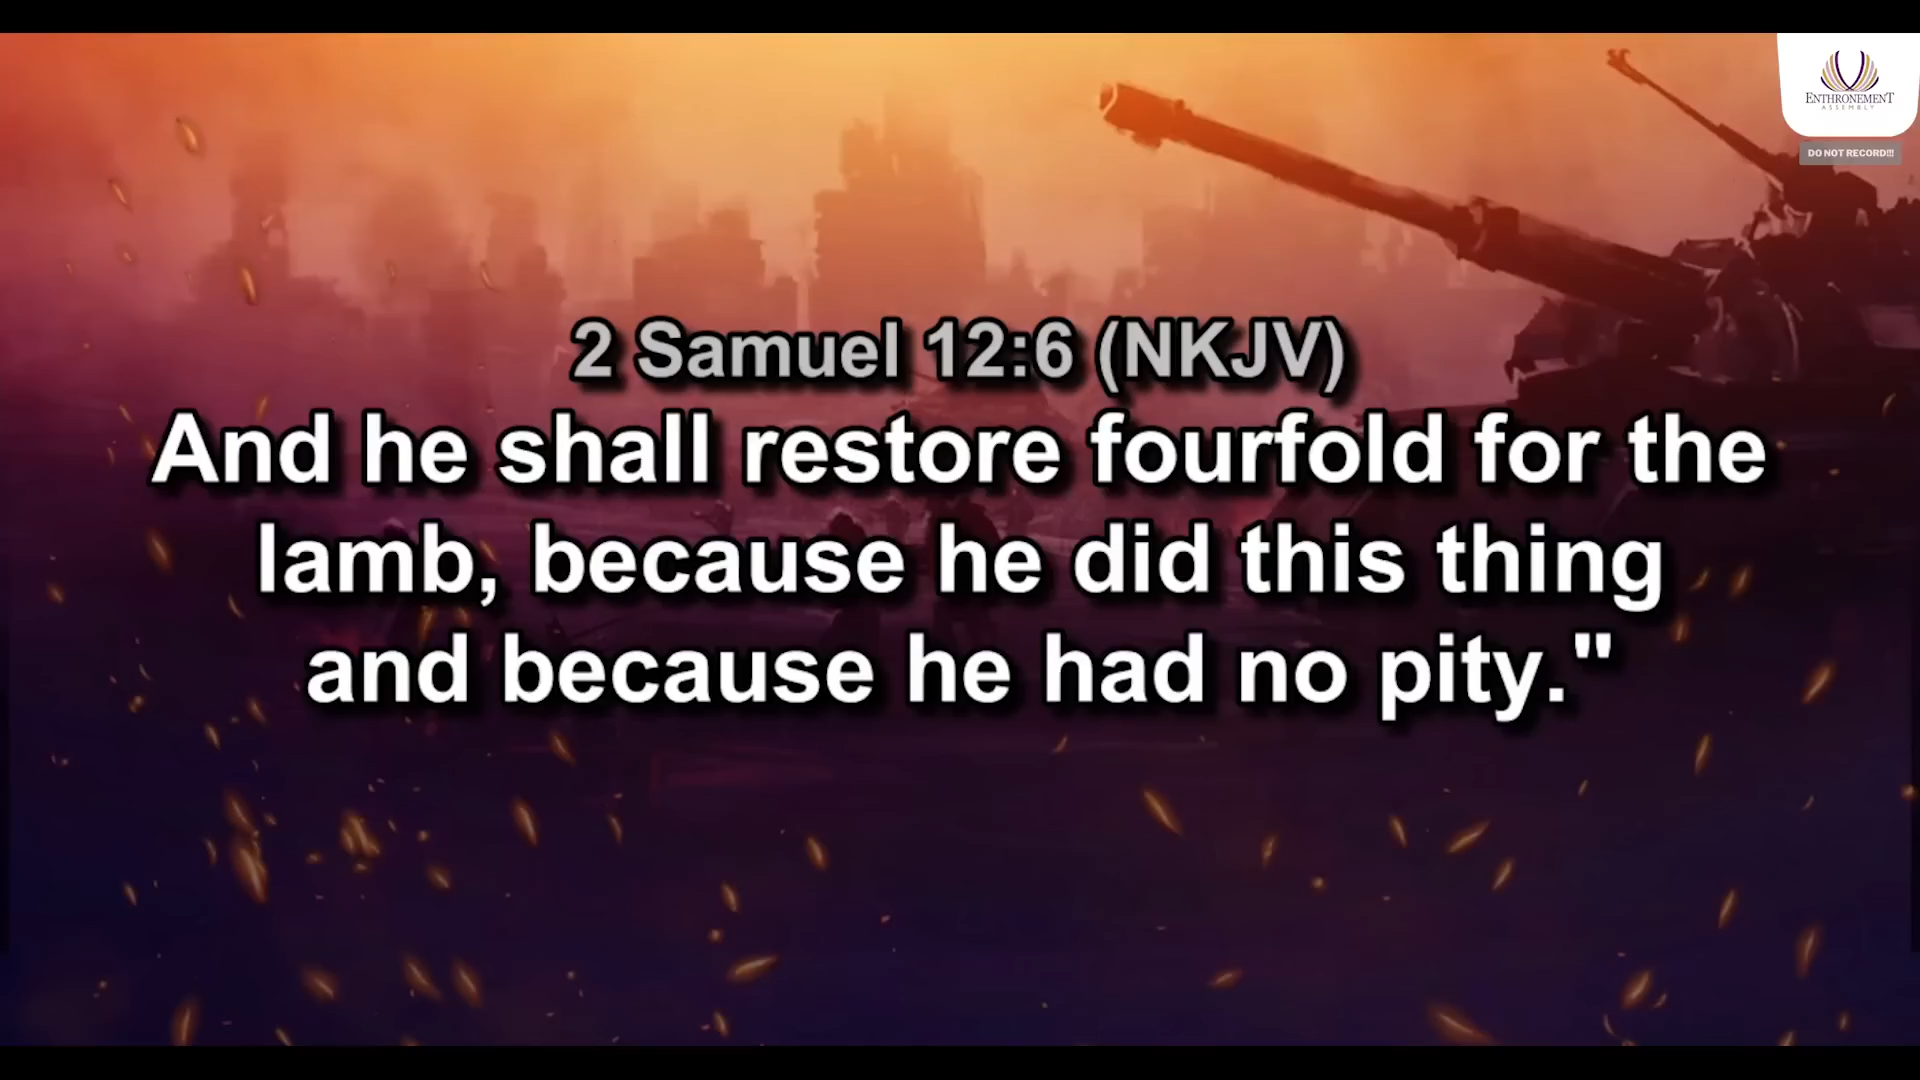 ENTHRONEMENT
ASSEMBLY
DO NOT RECORD!!!
2 Samuel 12:6 (NKJV)
And he shall restore fourfold for the
lamb, because he did this thing
and because he had no pity."